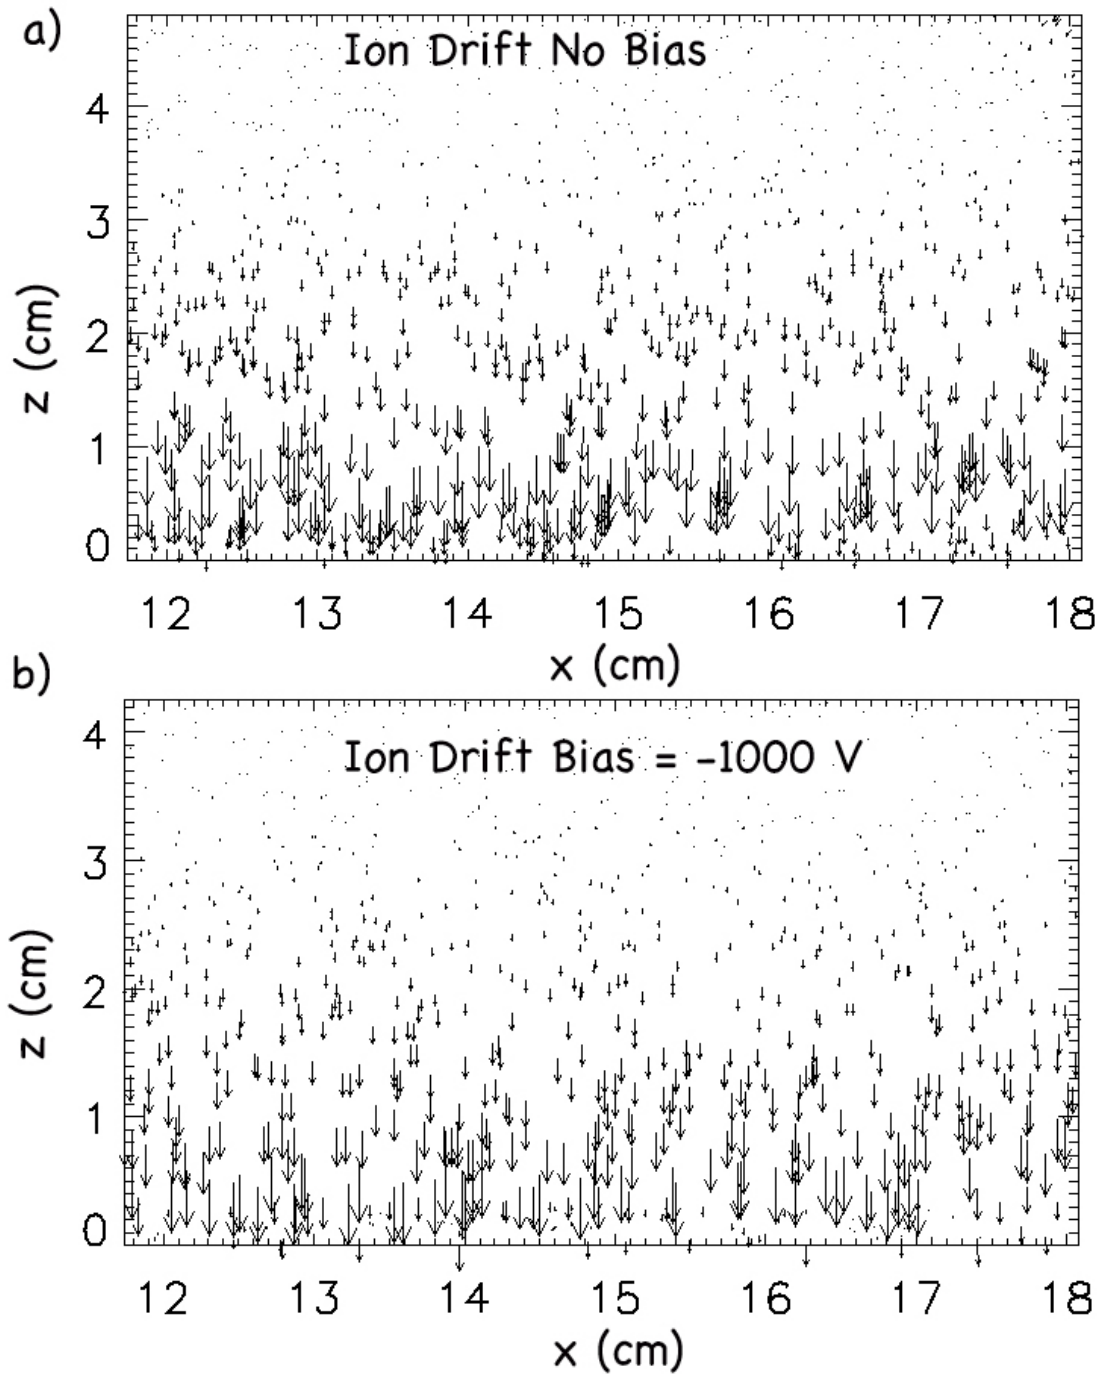 a)
Ion Drift No Bias
4
3
2
1
0
z (cm)
12 13 14 15 16 17 18
x (cm)
b)
Ion Drift Bias = -1000 V
4
3
2
1
0
z (cm)
12 13 14 15 16 17 18
x (cm)